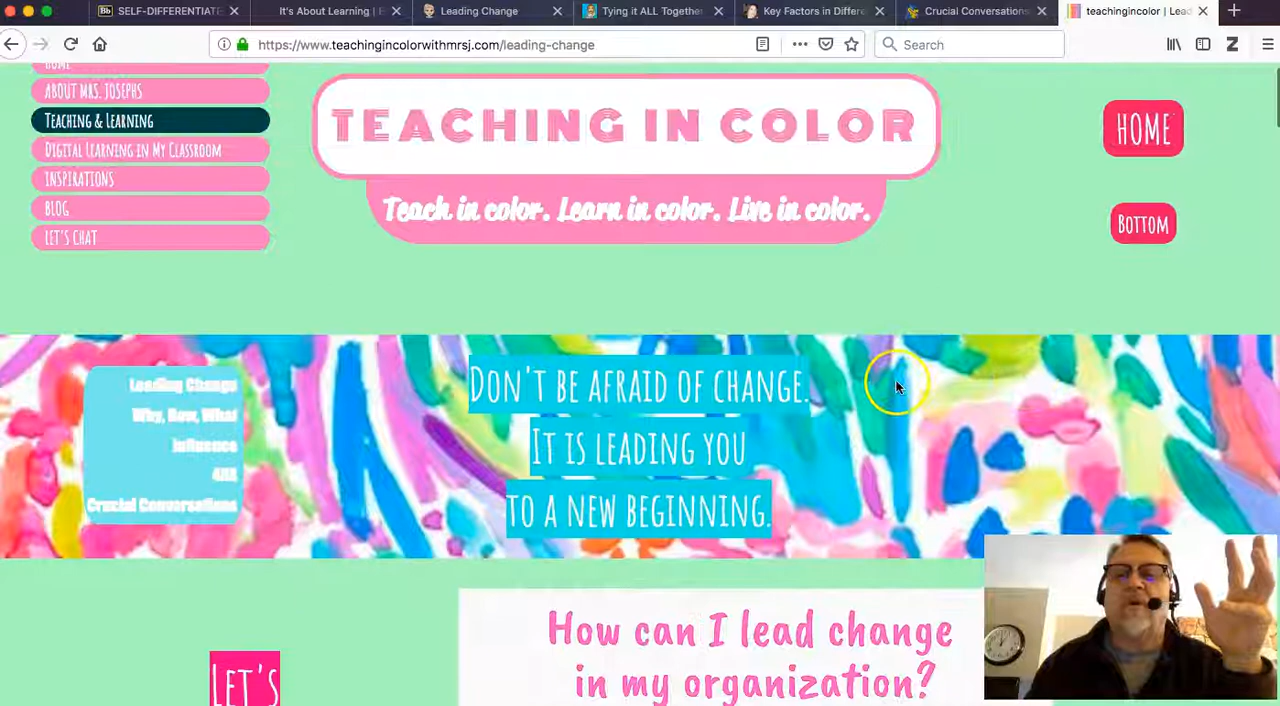 SELF-DIFFERENTIATE
It's About Learning | E
Leading Change
Tying it ALL Togethe
Key Factors in Differe
Crucial Conversations
teachingincolor | Lead
https://www.teachingincolorwithmrsj.com/leading-change
Search
HOME
ABOUT MRS. JOSEPHS
TEACHING & LEARNING
DIGITAL LEARNING IN MY CLASSROOM
INSPIRATIONS
BLOG
LET'S CHAT
TEACHING IN COLOR
Teach in color. Learn in color. Live in color.
HOME
BOTTOM
Leading Change
Why, How, What
Influence
4DX
Crucial Conversations
DON'T BE AFRAID OF CHANGE.
IT IS LEADING YOU
TO A NEW BEGINNING.
How can I lead change
in my organization?
LET'S